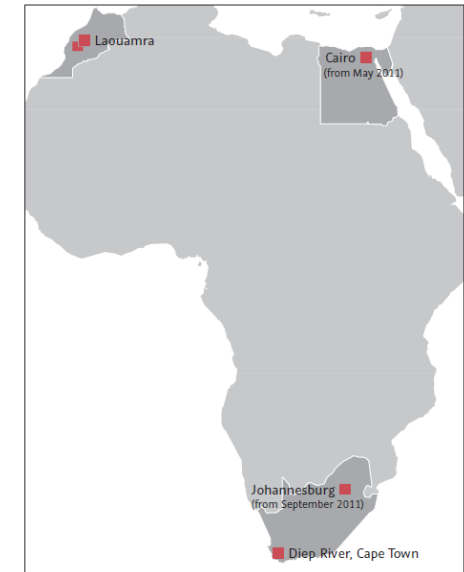 Laouamra
Cairo
(from May 2011)
Johannesburg
(from September 2011)
Diep River, Cape Town